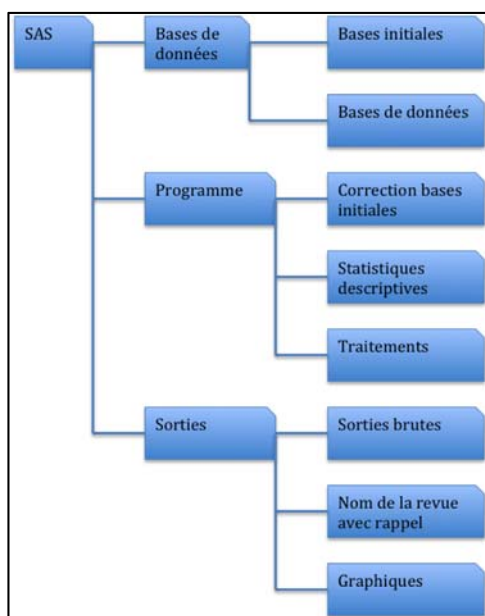 SAS
Bases de
données
Bases initiales
Bases de données
Programme
Correction bases
initiales
Statistiques
descriptives
Traitements
Sorties
Sorties brutes
Nom de la revue
avec rappel
Graphiques